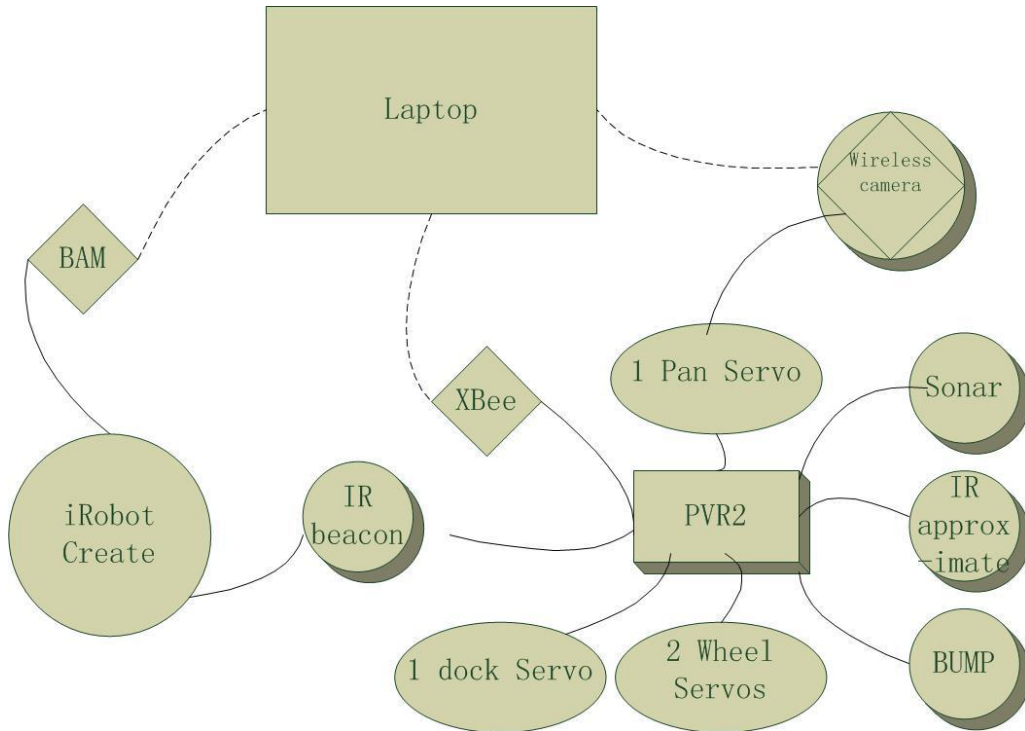 Laptop
Wireless
camera
BAM
1 Pan Servo
Sonar
XBee
iRobot
Create
IR
beacon
PVR2
IR
approx
-imate
1 dock Servo
2 Wheel
Servos
BUMP